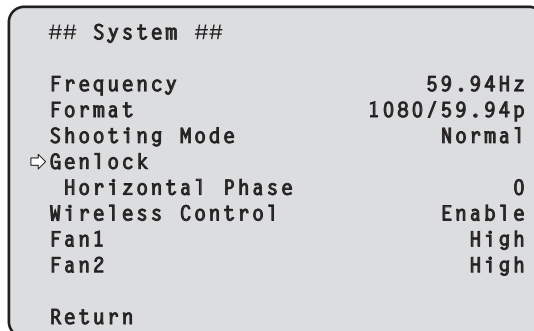 ## System ##
Frequency 59.94Hz
Format 1080/59.94p
Shooting Mode Normal
⇨Genlock
Horizontal Phase 0
Wireless Control Enable
Fan1 High
Fan2 High
Return